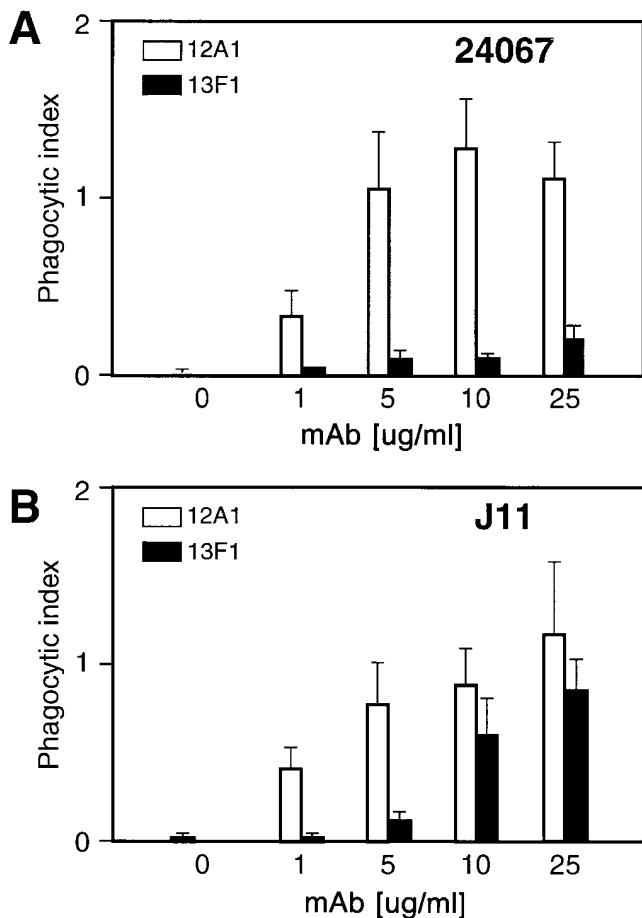 A
2
12A1
13F1
24067
Phagocytic index
1
0
0 1 5 10 25
mAb [ug/ml]
B
2
12A1
13F1
J11
Phagocytic index
1
0
0 1 5 10 25
mAb [ug/ml]